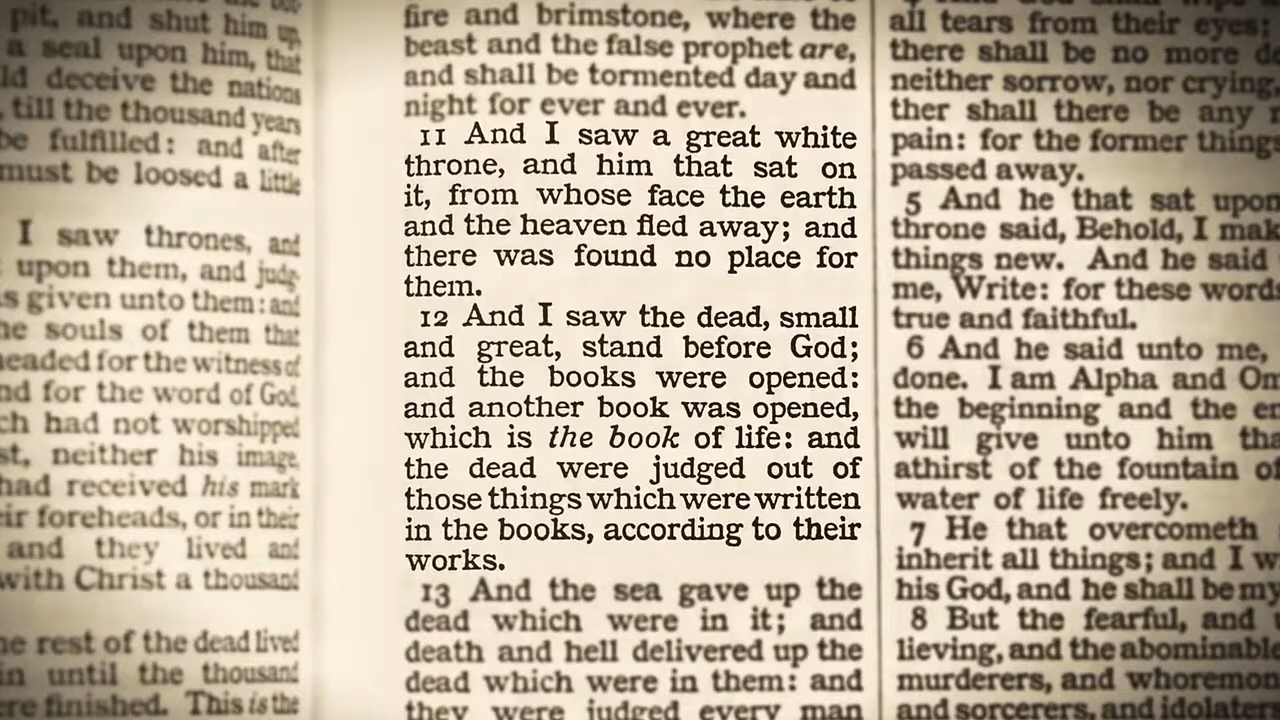 pit, and shut him up,
a seal upon him, that
ld deceive the nations
, till the thousand years
be fulfilled: and after
must be loosed a little
I saw thrones, and
upon them, and judg-
s given unto them: and
he souls of them that
headed for the witness of
nd for the word of God,
ch had not worshipped
st, neither his image,
had received his mark
eir foreheads, or in their
and they lived and
with Christ a thousand
he rest of the dead lived
in until the thousand
re finished. This is the
fire and brimstone, where the
beast and the false prophet are,
and shall be tormented day and
night for ever and ever.
11 And I saw a great white
throne, and him that sat on
it, from whose face the earth
and the heaven fled away; and
there was found no place for
them.
12 And I saw the dead, small
and great, stand before God;
and the books were opened:
and another book was opened,
which is the book of life: and
the dead were judged out of
those things which were written
in the books, according to their
works.
13 And the sea gave up the
dead which were in it; and
death and hell delivered up the
dead which were in them: and
they were judged every man
all tears from their eyes;
there shall be no more de
neither sorrow, nor crying,
ther shall there be any
pain: for the former things
passed away.
5 And he that sat upon
throne said, Behold, I mak
things new. And he said
me, Write: for these words
true and faithful.
6 And he said unto me,
done. I am Alpha and Om
the beginning and the en
will give unto him tha
athirst of the fountain of
water of life freely.
7 He that overcometh
inherit all things; and I w
his God, and he shall be my
8 But the fearful, and
lieving, and the abominable
murderers, and whoremon
and sorcerers, and idolaters